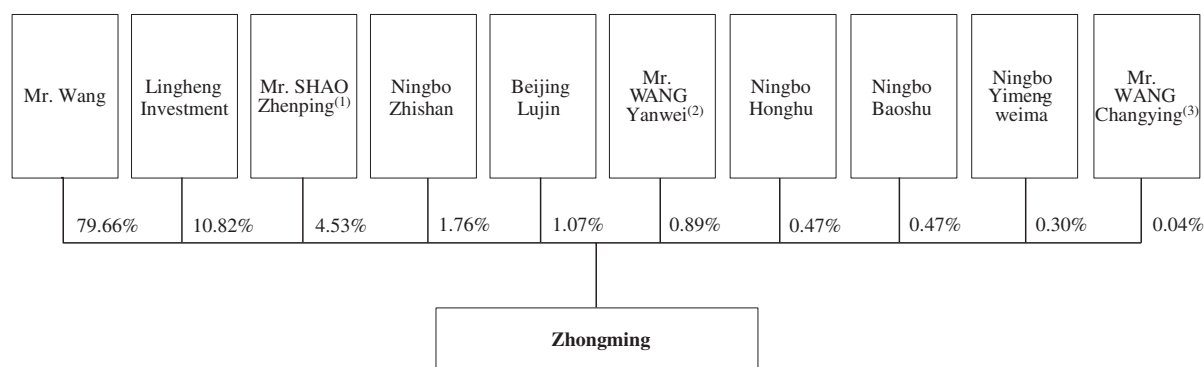 Mr. Wang
Lingheng
Investment
Mr. SHAO
Zhenping(1)
Ningbo
Zhishan
Beijing
Lujin
Mr.
WANG
Yanwei(2)
Ningbo
Honghu
Ningbo
Baoshu
Ningbo
Yimeng-
weima
Mr.
WANG
Changying(3)
79.66%
10.82%
4.53%
1.76%
1.07%
0.89%
0.47%
0.47%
0.30%
0.04%
Zhongming